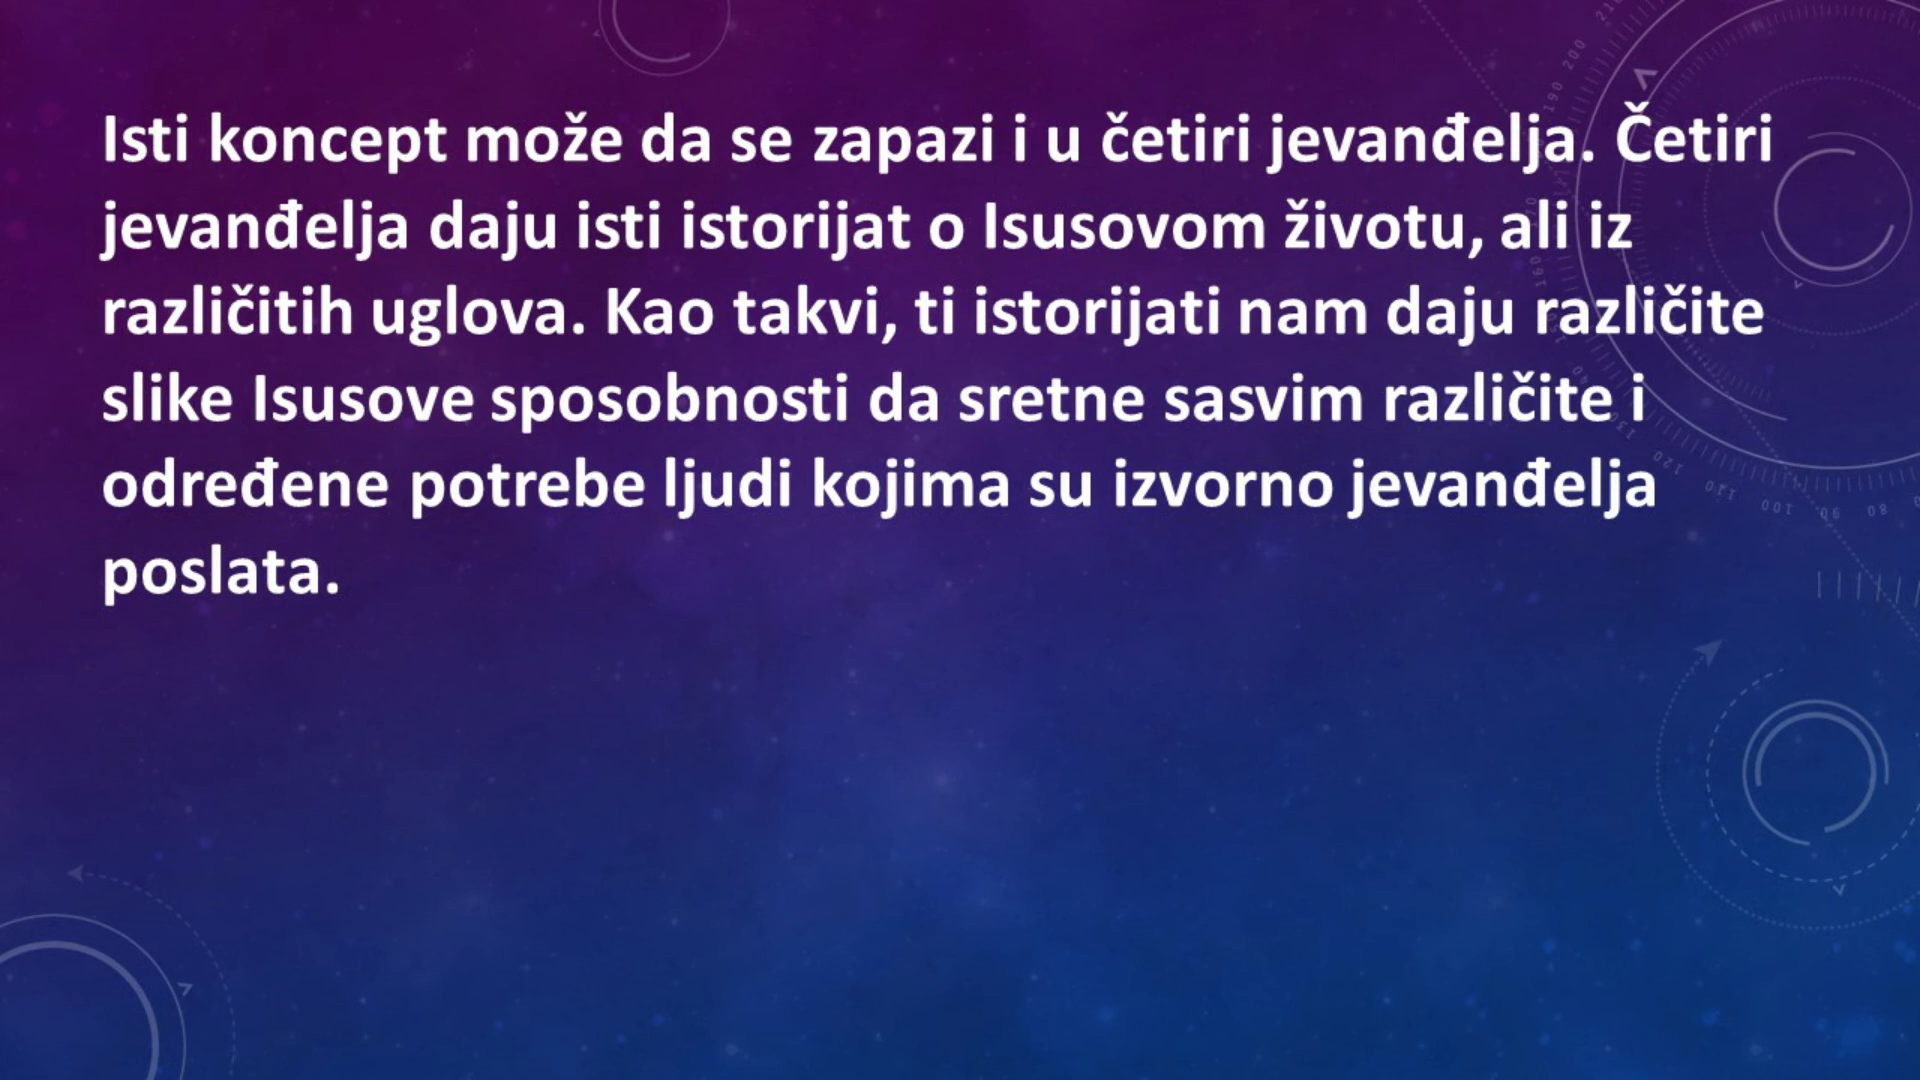 Isti koncept može da se zapazi i u četiri jevanđelja. Četiri
jevanđelja daju isti istorijat o Isusovom životu, ali iz
različitih uglova. Kao takvi, ti istorijati nam daju različite
slike Isusove sposobnosti da sretne sasvim različite i
određene potrebe ljudi kojima su izvorno jevanđelja
poslata.